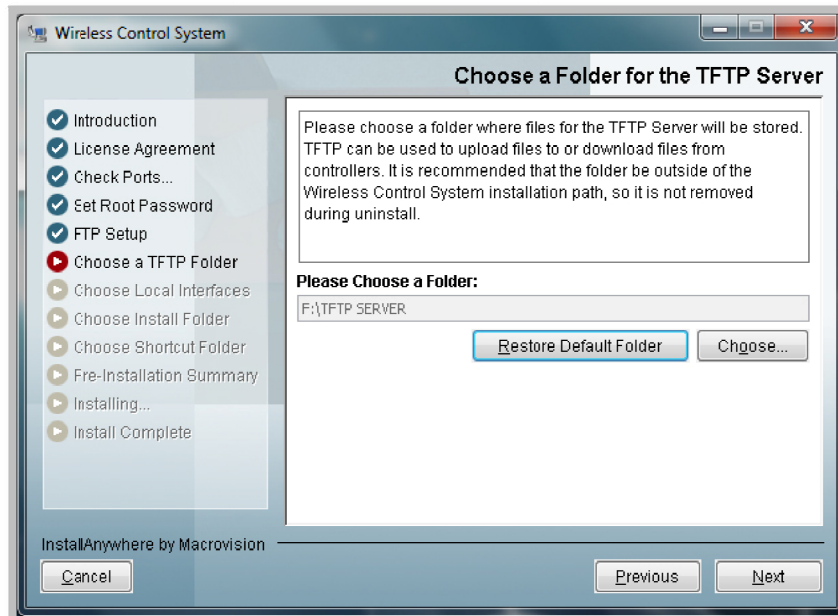 Wireless Control System
Choose a Folder for the TFTP Server
Introduction
License Agreement
Check Ports...
Set Root Password
FTP Setup
Choose a TFTP Folder
Choose Local Interfaces
Choose Install Folder
Choose Shortcut Folder
Pre-Installation Summary
Installing...
Install Complete
Please choose a folder where files for the TFTP Server will be stored.
TFTP can be used to upload files to or download files from
controllers. It is recommended that the folder be outside of the
Wireless Control System installation path, so it is not removed
during uninstall.
Please Choose a Folder:
F:\TFTP SERVER
Restore Default Folder
Choose...
InstallAnywhere by Macrovision
Cancel
Previous
Next